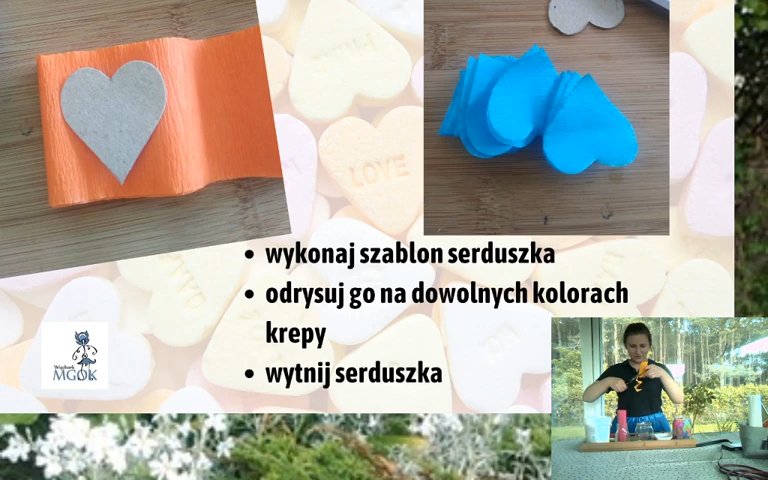 LOVE
• wykonaj szablon serduszka
• odrysuj go na dowolnych kolorach
krepy
• wytnij serduszka
MGOK